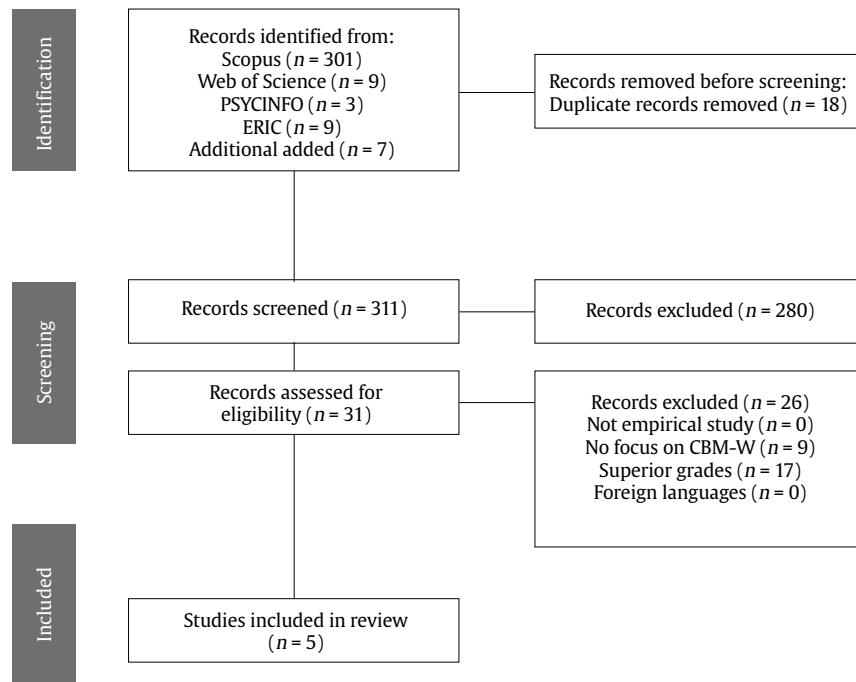 Identification
Records identified from:
Scopus (n = 301)
Web of Science (n = 9)
PSYCINFO (n = 3)
ERIC (n = 9)
Additional added (n = 7)
Records removed before screening:
Duplicate records removed (n = 18)
Screening
Records screened (n = 311)
Records excluded (n = 280)
Records assessed for
eligibility (n = 31)
Records excluded (n = 26)
Not empirical study (n = 0)
No focus on CBM-W (n = 9)
Superior grades (n = 17)
Foreign languages (n = 0)
Included
Studies included in review
(n = 5)